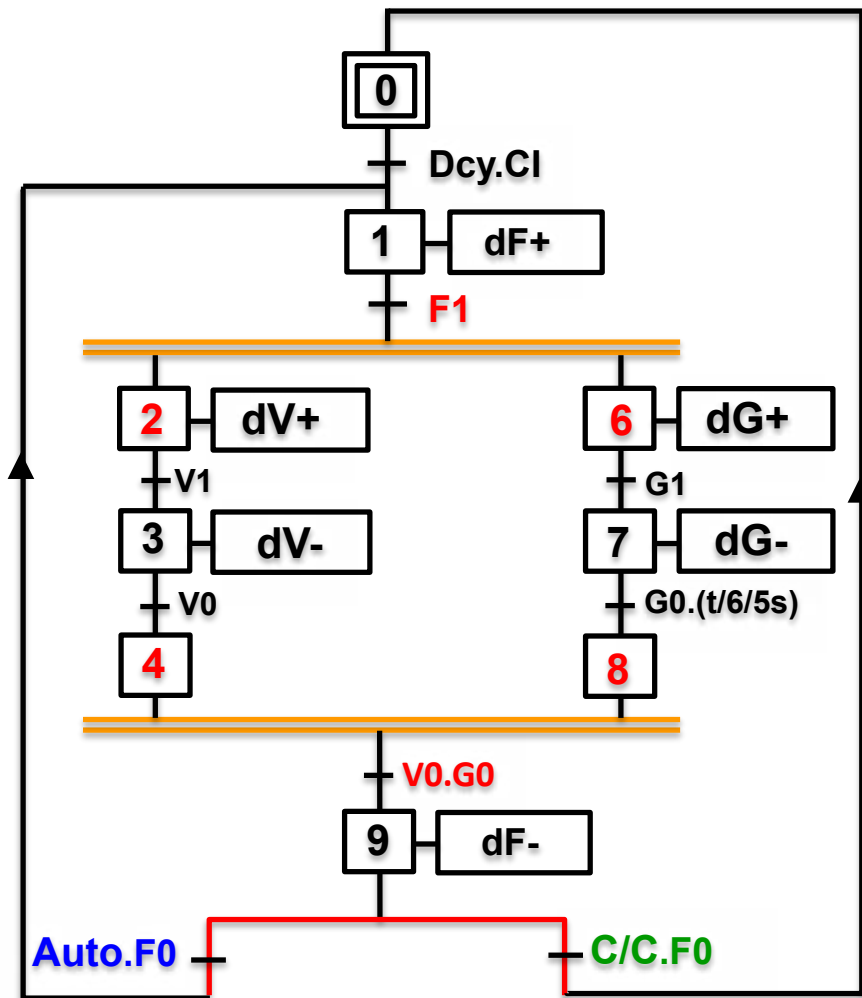 0
Dcy.CI
1 dF+
F1
2 dV+ 6 dG+
V1 G1
3 dV- 7 dG-
V0 G0.(t/6/5s)
4 8
V0.G0
9 dF-
Auto.F0 C/C.F0